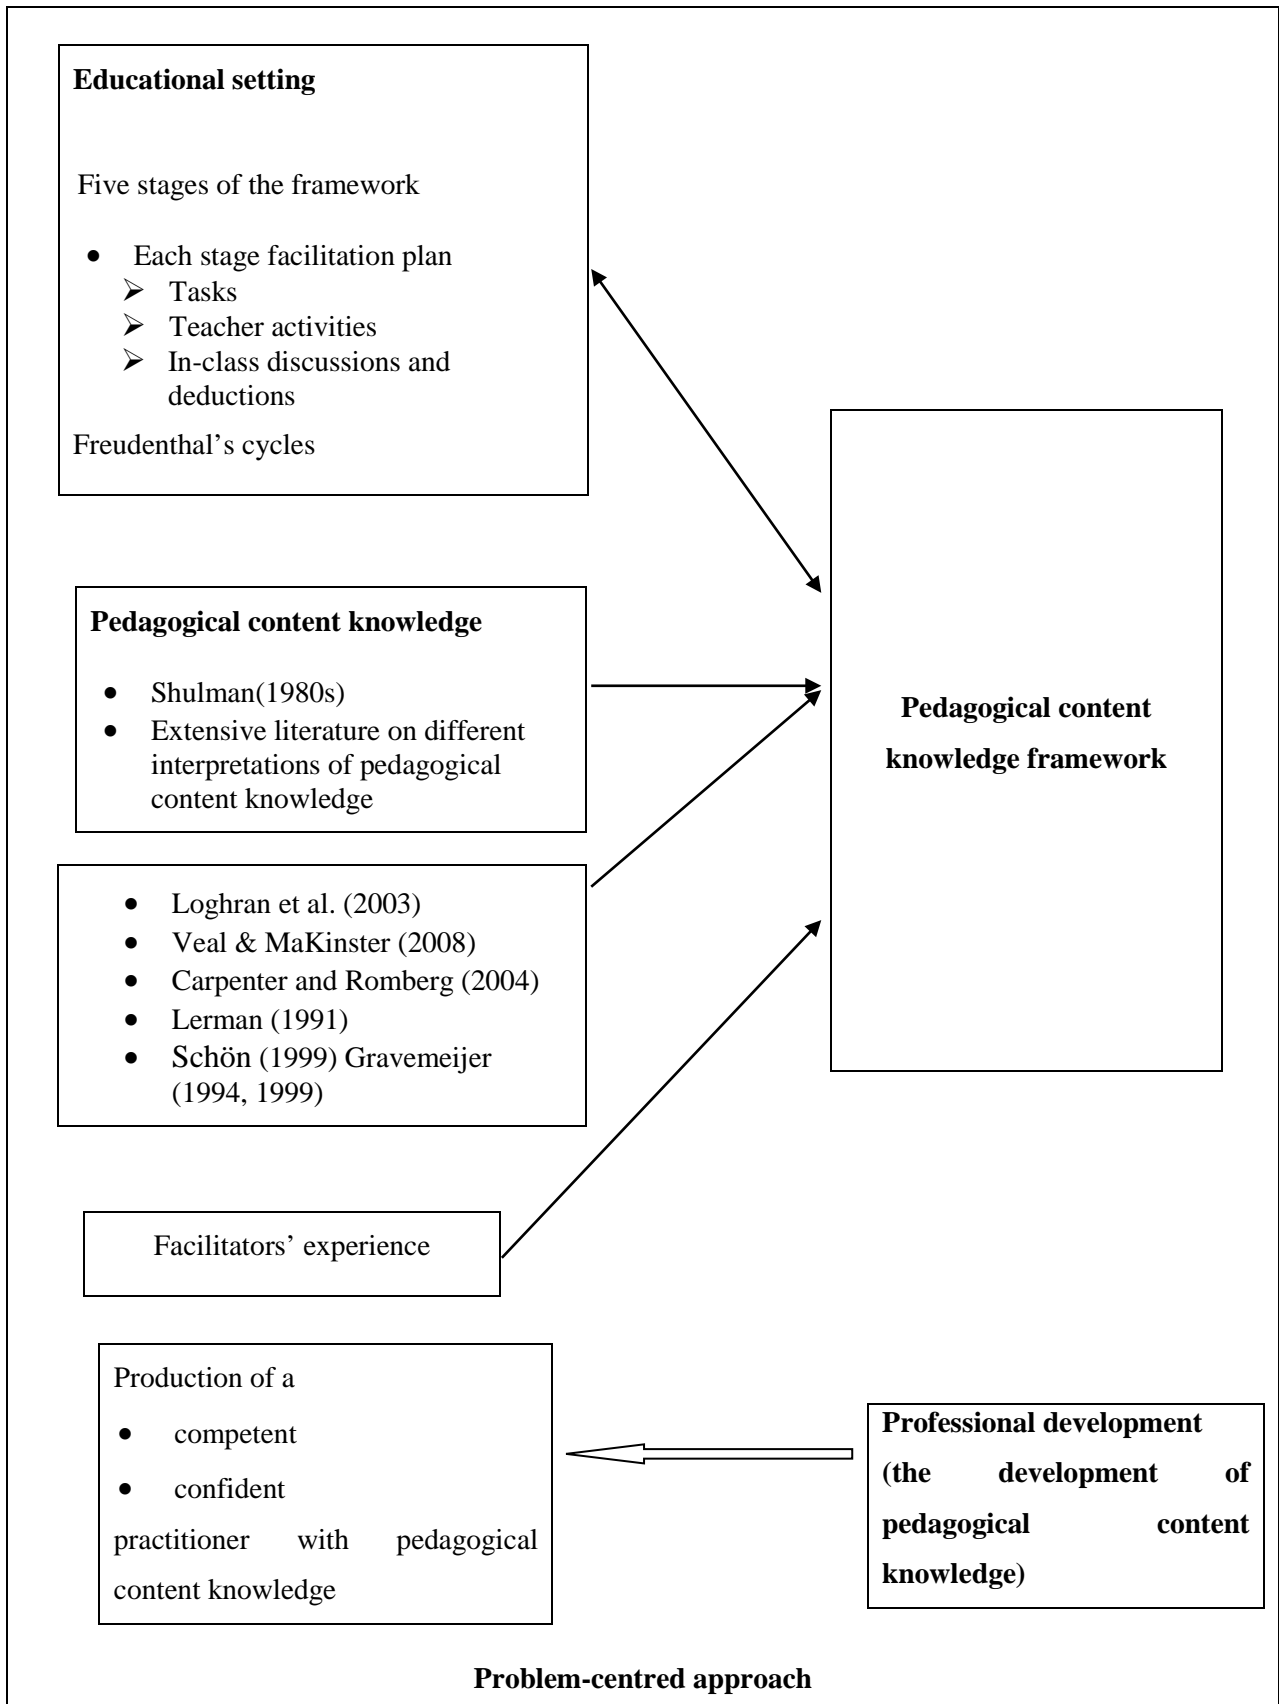 Educational setting
Five stages of the framework
• Each stage facilitation plan
➢ Tasks
➢ Teacher activities
➢ In-class discussions and
deductions
Freudenthal’s cycles
Pedagogical content knowledge
• Shulman(1980s)
• Extensive literature on different
interpretations of pedagogical
content knowledge
• Loghran et al. (2003)
• Veal & MaKinster (2008)
• Carpenter and Romberg (2004)
• Lerman (1991)
• Schön (1999) Gravemeijer
(1994, 1999)
Facilitators’ experience
Pedagogical content
knowledge framework
Production of a
• competent
• confident
practitioner with pedagogical
content knowledge
Professional development
(the development of
pedagogical content
knowledge)
Problem-centred approach